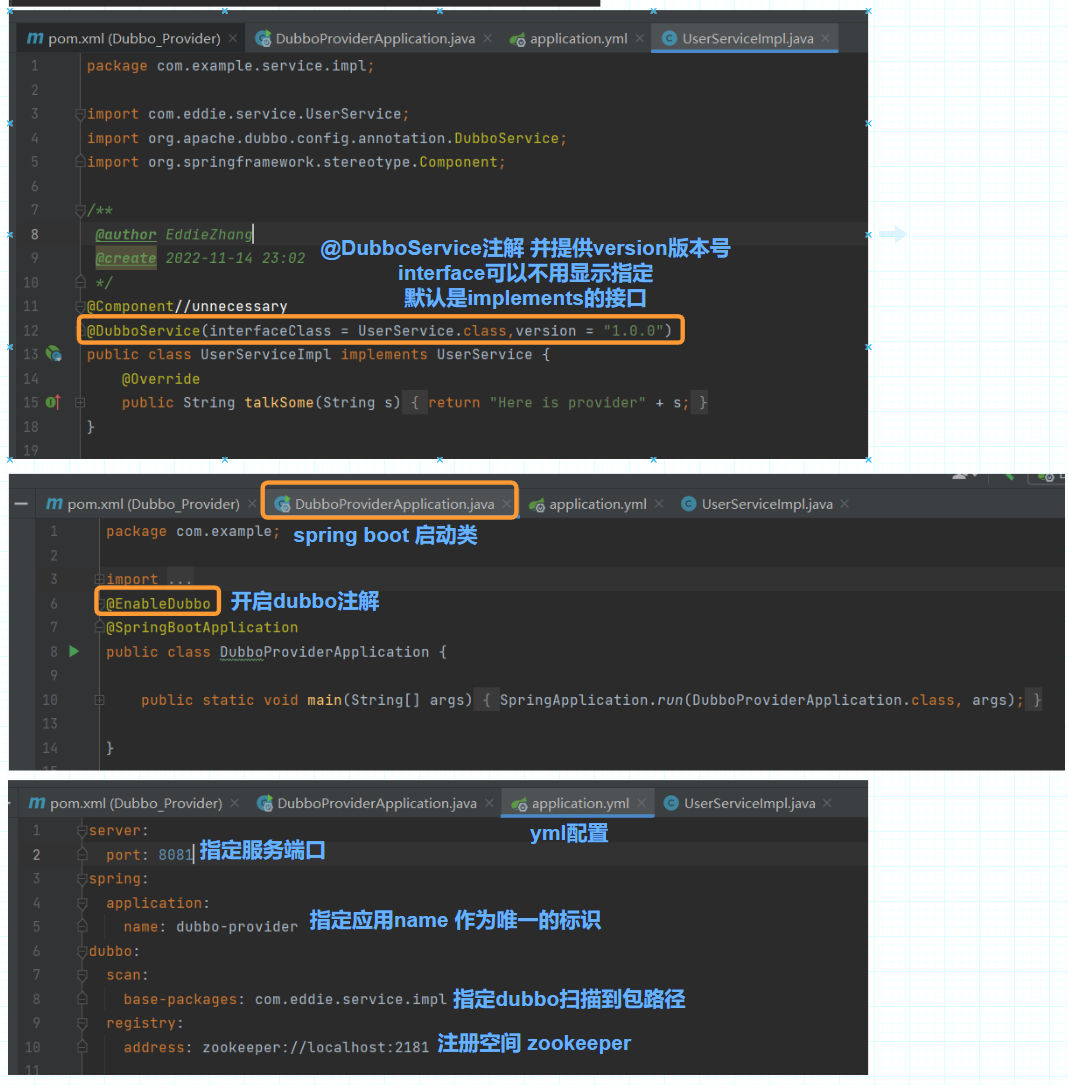 pom.xml (Dubbo_Provider) × DubboProviderApplication.java × application.yml × UserServiceImpl.java ×
1 package com.example.service.impl;
2
3 import com.eddie.service.UserService;
4 import org.apache.dubbo.config.annotation.DubboService;
5 import org.springframework.stereotype.Component;
6
7 /**
8 @author EddieZhang
9 @create 2022-11-14 23:02
@DubboService注解 并提供version版本号
interface可以不用显示指定
默认是implements的接口
10 */
11 @Component//unnecessary
12 @DubboService(interfaceClass = UserService.class,version = "1.0.0")
13 public class UserServiceImpl implements UserService {
14 @Override
15 public String talkSome(String s) { return "Here is provider" + s; }
18 }
19
pom.xml (Dubbo_Provider) × DubboProviderApplication.java × application.yml × UserServiceImpl.java ×
1 package com.example; spring boot 启动类
2
3 import ...
6 @EnableDubbo 开启dubbo注解
7 @SpringBootApplication
8 public class DubboProviderApplication {
9
10 public static void main(String[] args) { SpringApplication.run(DubboProviderApplication.class, args); }
13
14 }
15
pom.xml (Dubbo_Provider) × DubboProviderApplication.java × application.yml × UserServiceImpl.java ×
yml配置
1 server:
2 port: 8081 指定服务端口
3 spring:
4 application:
5 name: dubbo-provider 指定应用name 作为唯一的标识
6 dubbo:
7 scan:
8 base-packages: com.eddie.service.impl 指定dubbo扫描到包路径
9 registry:
10 address: zookeeper://localhost:2181 注册空间 zookeeper
11